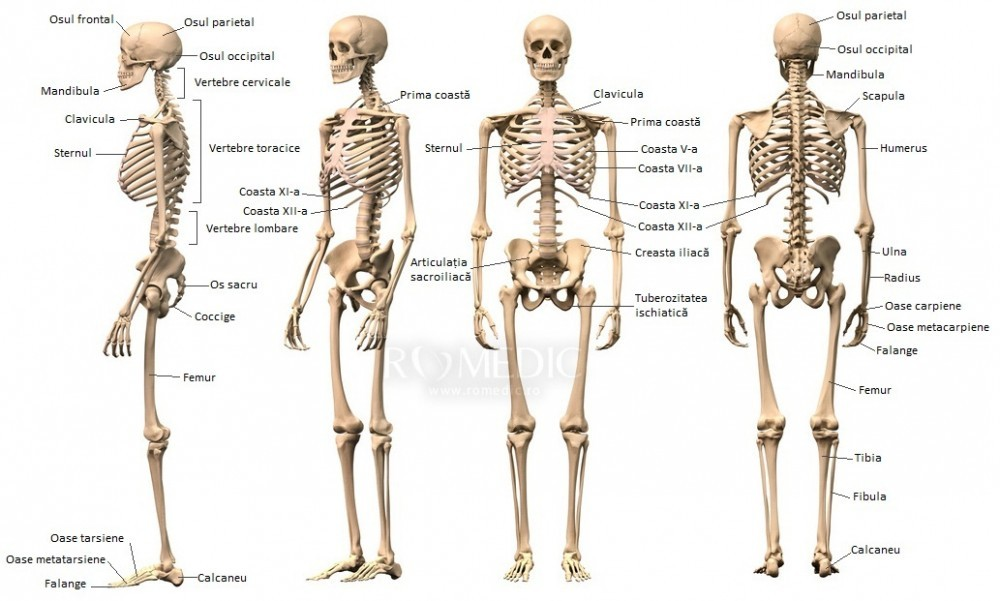 Osul frontal
Osul parietal
Osul occipital
Vertebre cervicale
Mandibula
Clavicula
Sternul
Vertebre toracice
Vertebre lombare
Os sacru
Coccige
Femur
Oase tarsiene
Oase metatarsiene
Falange
Calcaneu
Prima coastă
Coasta XI-a
Coasta XII-a
Clavicula
Prima coastă
Sternul
Coasta V-a
Coasta VII-a
Coasta XI-a
Coasta XII-a
Creasta iliacă
Articulația
sacroiliacă
Tuberozitatea
ischiatică
ROMEDIC
www.romedic.ro
Osul parietal
Osul occipital
Mandibula
Scapula
Humerus
Ulna
Radius
Oase carpiene
Oase metacarpiene
Falange
Femur
Tibia
Fibula
Calcaneu